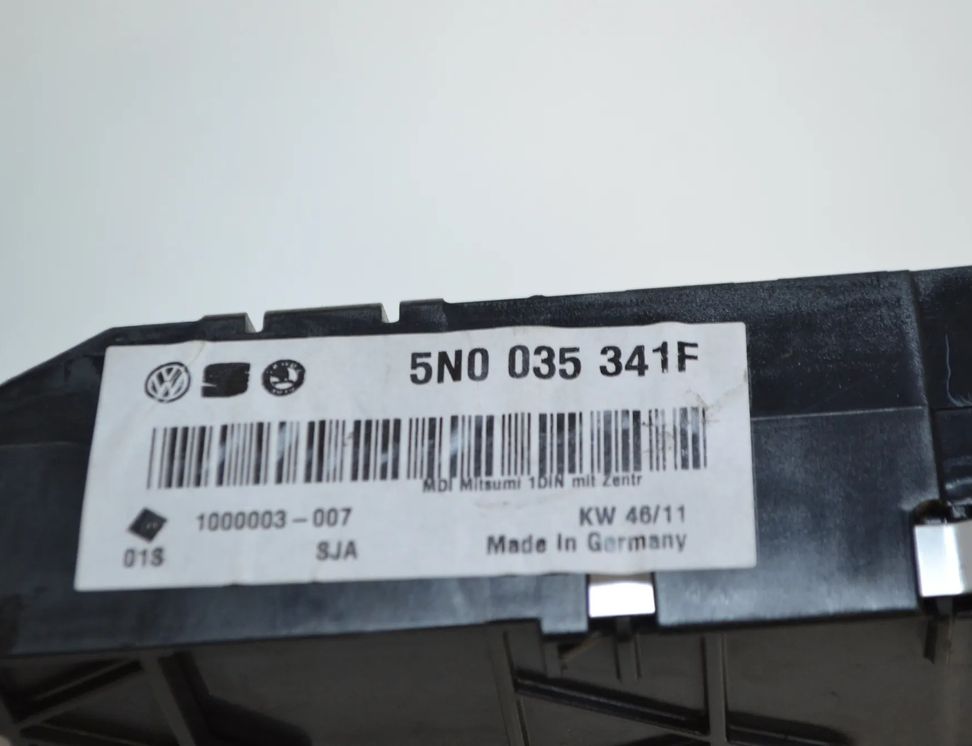 5N0 035 341F
MDI Mitsumi 1DIN mit Zentr
1000003-007 KW 46/11
01S SJA Made In Germany